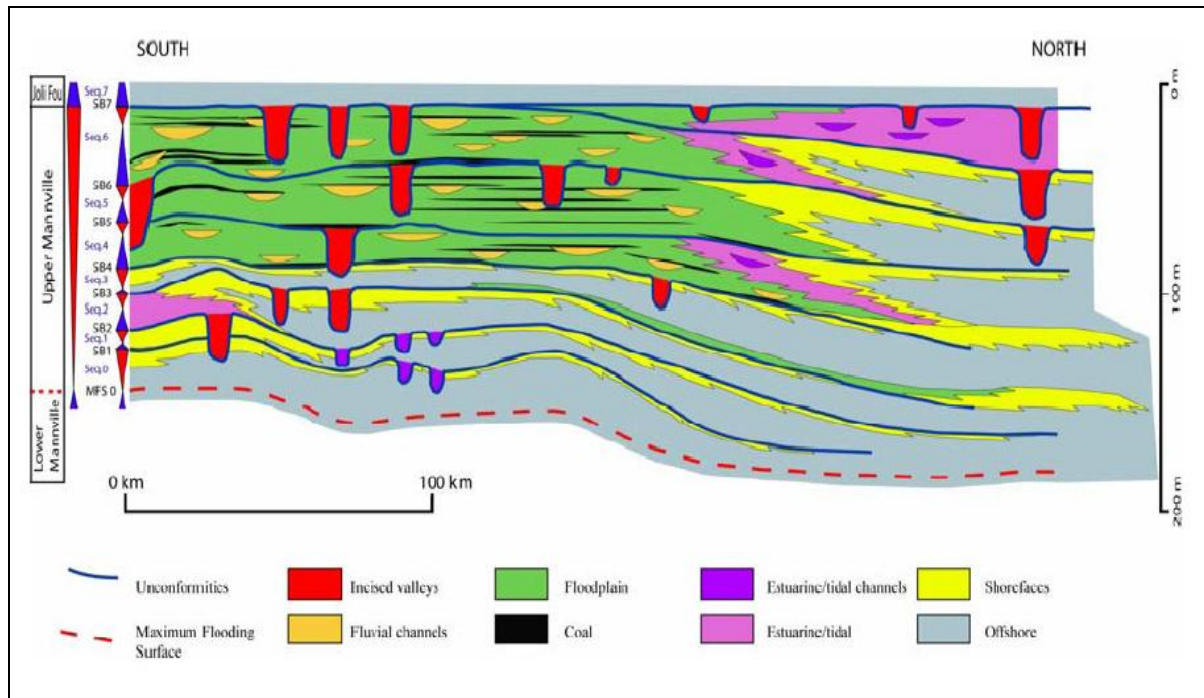 SOUTH
NORTH
Joli Fou
Upper Mannville
Lower
Mannville
Seq.7
SB7
Seq.6
SB6
Seq.5
SB5
Seq.4
SB4
Seq.3
SB3
Seq.2
SB2
Seq.1
SB1
Seq.0
MFS 0
0 m
100 m
200 m
0 km
100 km
Unconformities
Incised valleys
Floodplain
Estuarine/tidal channels
Shorefaces
Maximum Flooding
Surface
Fluvial channels
Coal
Estuarine/tidal
Offshore